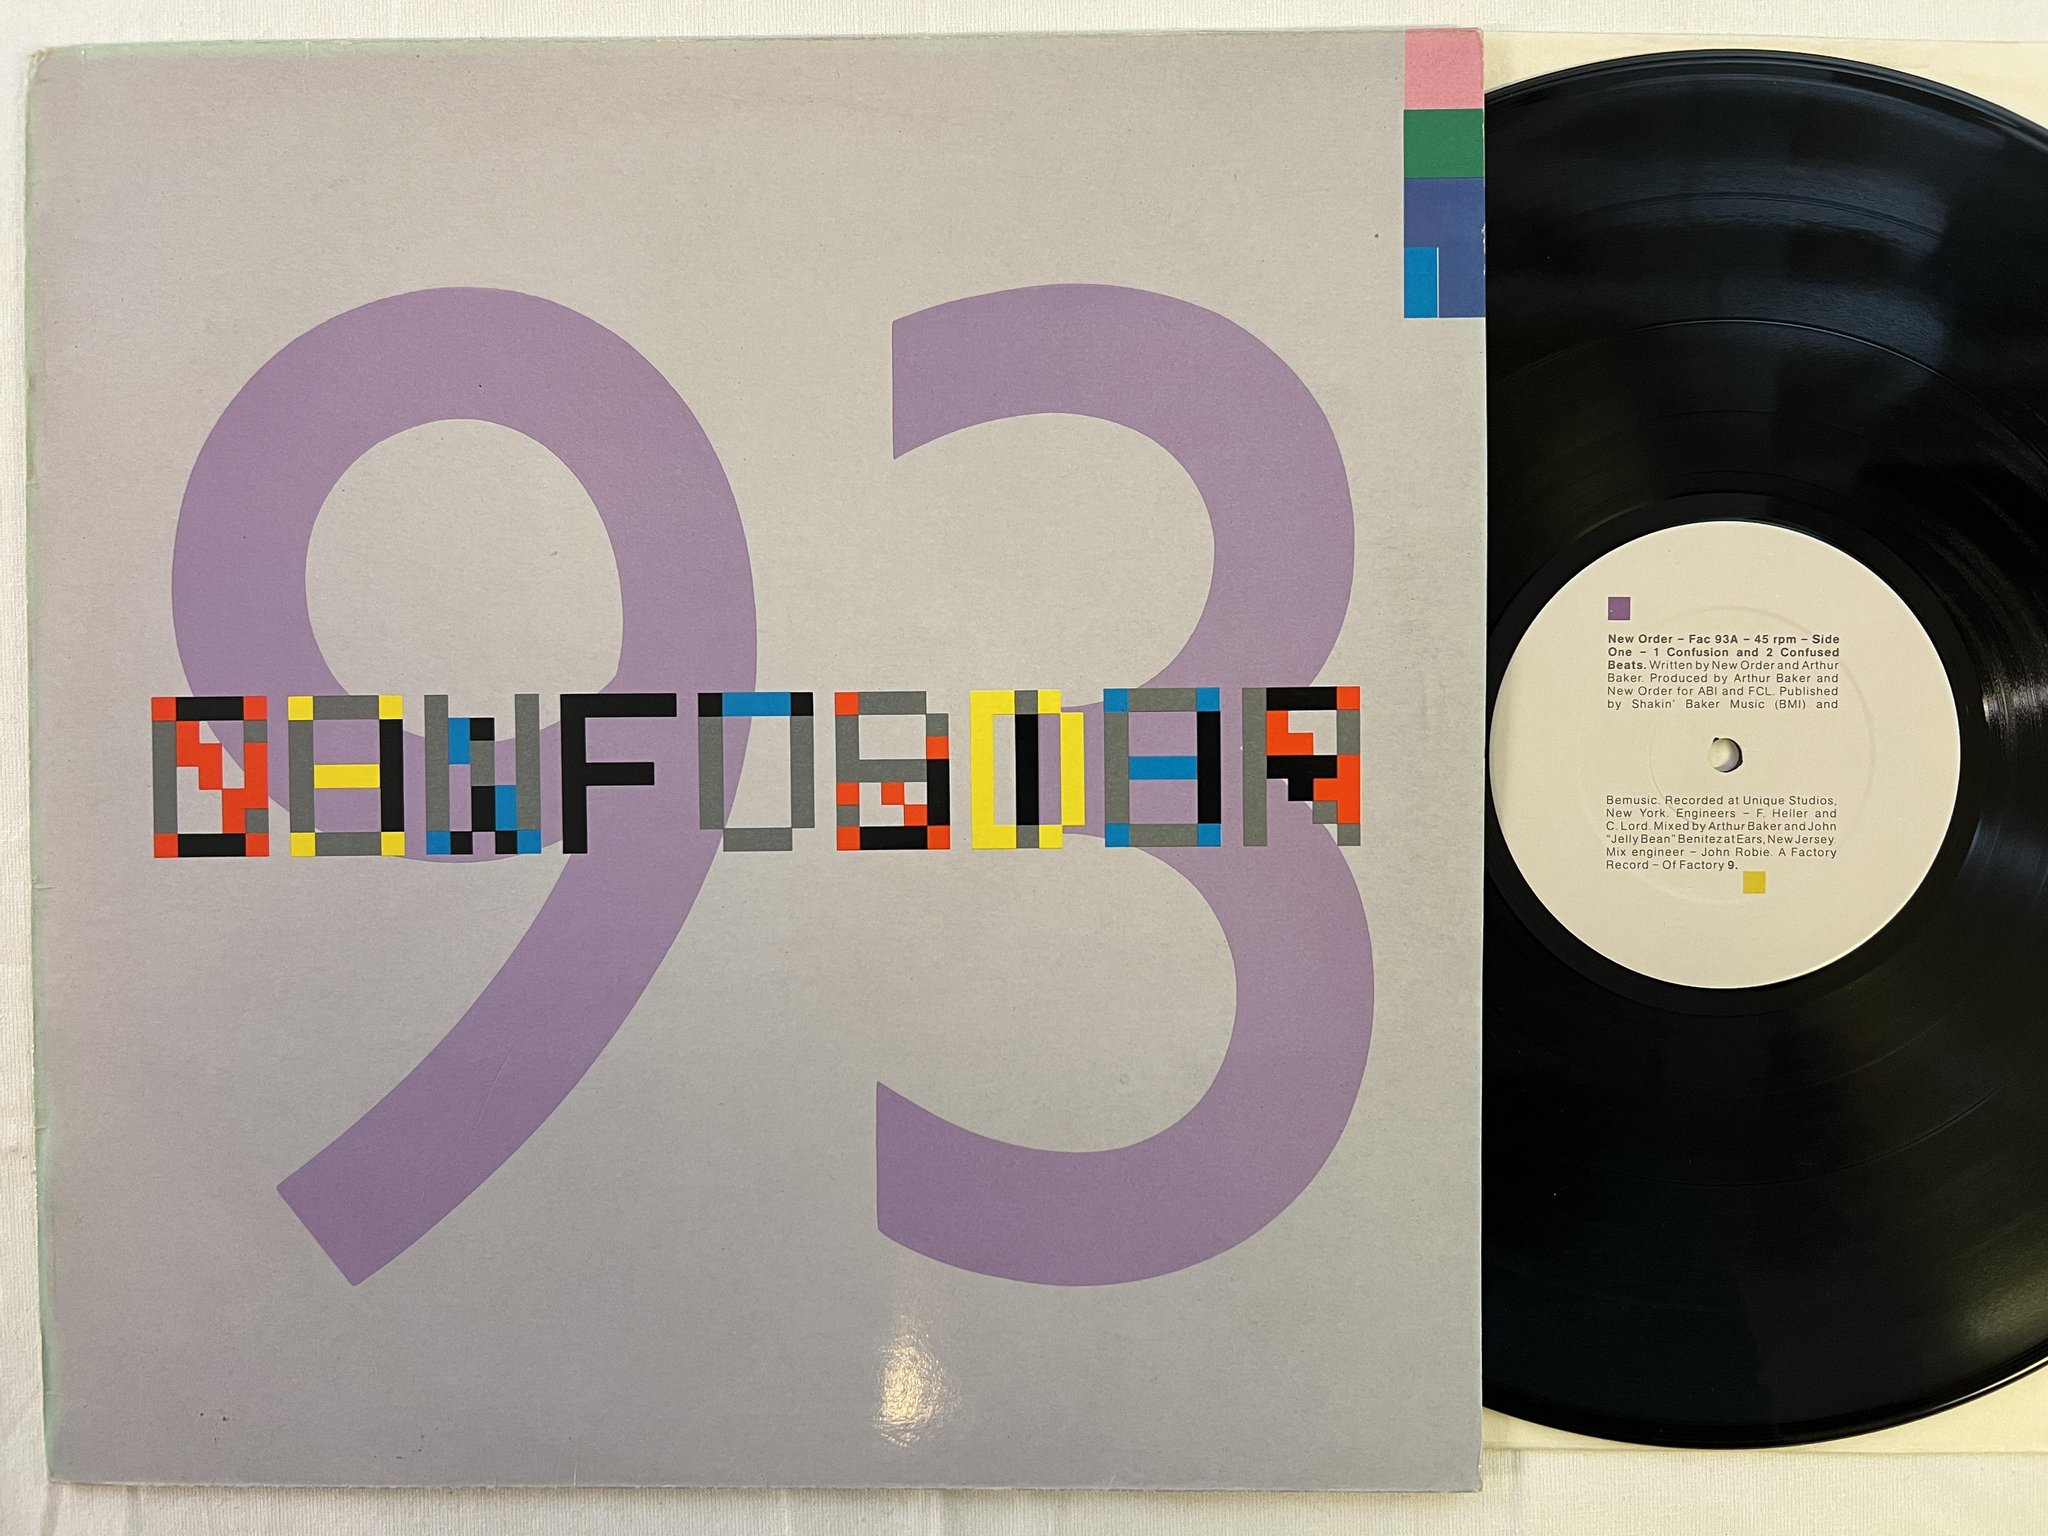 93
New Order – Fac 93A – 45 rpm – Side
One – 1 Confusion and 2 Confused
Beats. Written by New Order and Arthur
Baker. Produced by Arthur Baker and
New Order for ABI and FCL. Published
by Shakin' Baker Music (BMI) and
Bemusic. Recorded at Unique Studios,
New York. Engineers – F. Heller and
C. Lord. Mixed by Arthur Baker and John
"Jelly Bean" Benitez at Ears, New Jersey.
Mix engineer – John Robie. A Factory
Record – Of Factory 9.